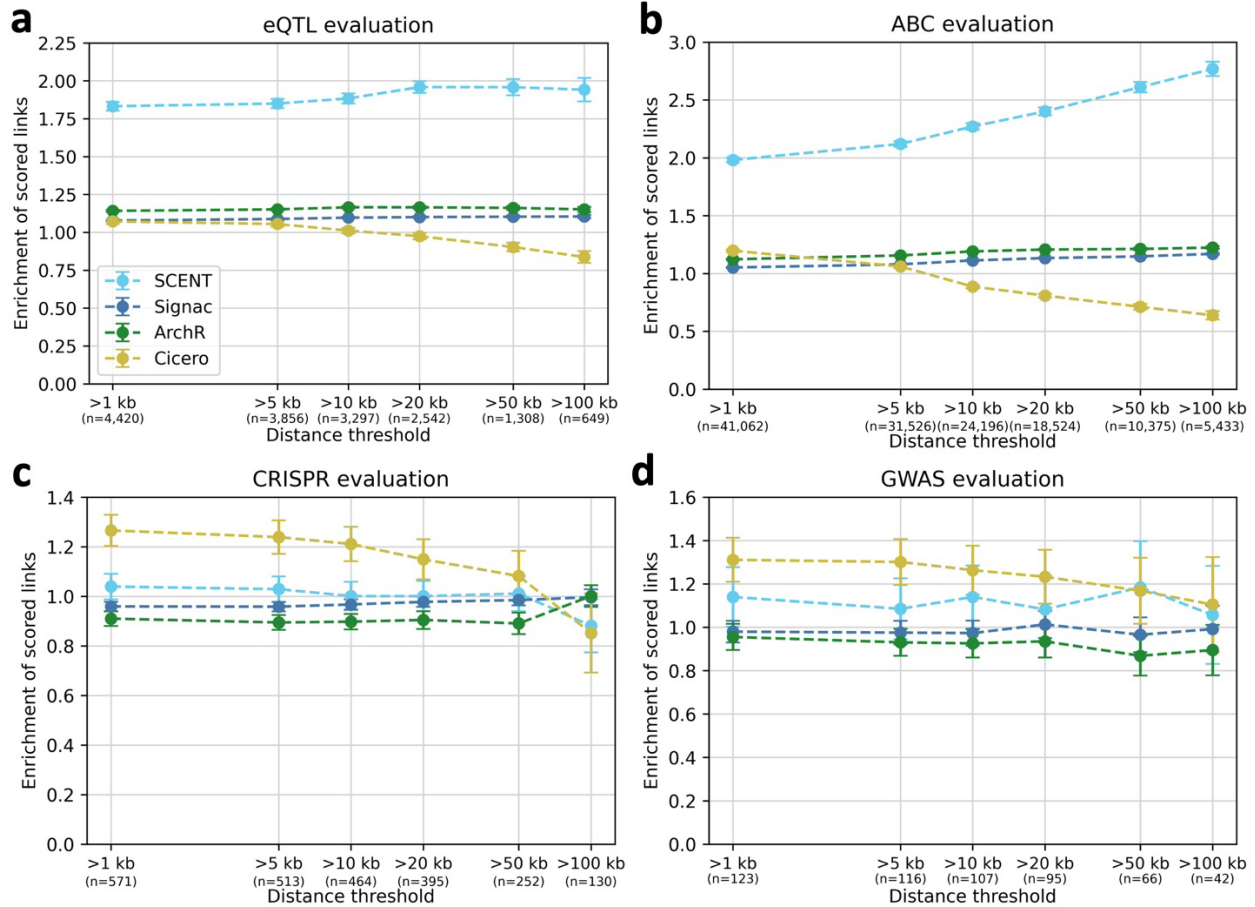 a
eQTL evaluation
Enrichment of scored links
2.25
2.00
1.75
1.50
1.25
1.00
0.75
0.50
0.25
0.00
SCENT
Signac
ArchR
Cicero
>1 kb >5 kb >10 kb >20 kb >50 kb >100 kb
(n=4,420) (n=3,856) (n=3,297) (n=2,542) (n=1,308) (n=649)
Distance threshold
b
ABC evaluation
Enrichment of scored links
3.0
2.5
2.0
1.5
1.0
0.5
0.0
>1 kb >5 kb >10 kb >20 kb >50 kb >100 kb
(n=41,062) (n=31,526) (n=24,196) (n=18,524) (n=10,375) (n=5,433)
Distance threshold
c
CRISPR evaluation
Enrichment of scored links
1.4
1.2
1.0
0.8
0.6
0.4
0.2
0.0
>1 kb >5 kb >10 kb >20 kb >50 kb >100 kb
(n=571) (n=513) (n=464) (n=395) (n=252) (n=130)
Distance threshold
d
GWAS evaluation
Enrichment of scored links
1.6
1.4
1.2
1.0
0.8
0.6
0.4
0.2
0.0
>1 kb >5 kb >10 kb >20 kb >50 kb >100 kb
(n=123) (n=116) (n=107) (n=95) (n=66) (n=42)
Distance threshold